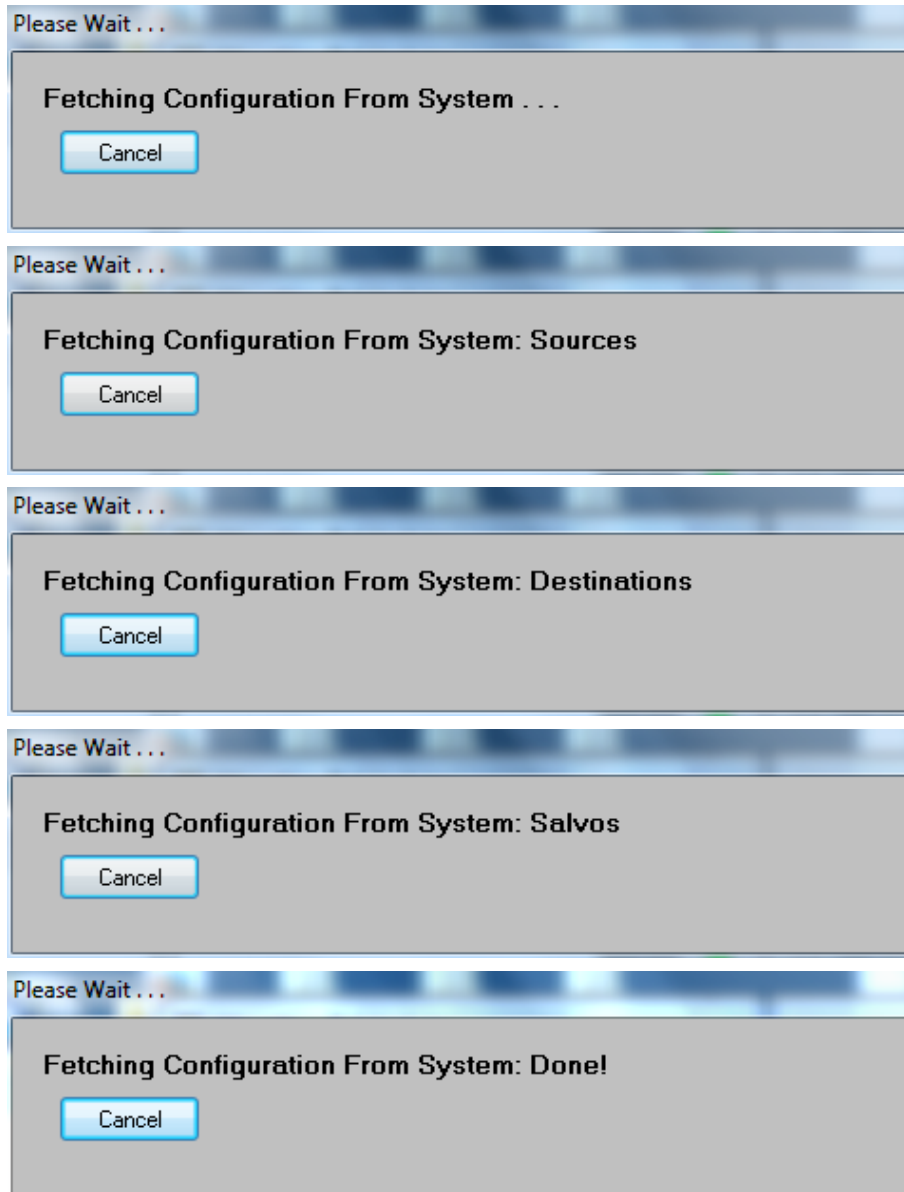 Please Wait . . .
Fetching Configuration From System . . .
Cancel
Please Wait . . .
Fetching Configuration From System: Sources
Cancel
Please Wait . . .
Fetching Configuration From System: Destinations
Cancel
Please Wait . . .
Fetching Configuration From System: Salvos
Cancel
Please Wait . . .
Fetching Configuration From System: Done!
Cancel